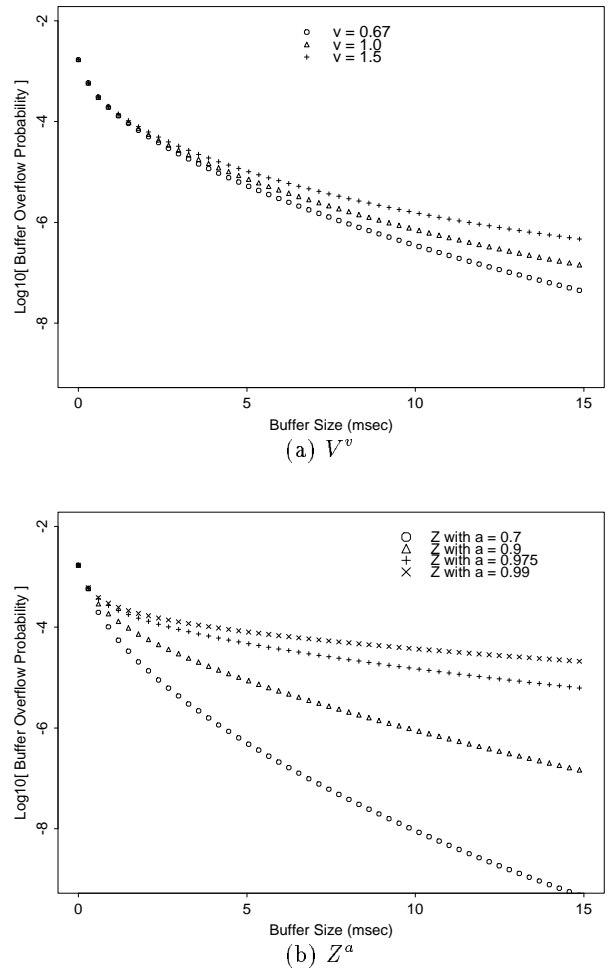 -2
-4
-6
-8
Log10[ Buffer Overflow Probability ]
v = 0.67
v = 1.0
v = 1.5
0 5 10 15
Buffer Size (msec)
(a) V^v
-2
-4
-6
-8
Log10[ Buffer Overflow Probability ]
Z with a = 0.7
Z with a = 0.9
Z with a = 0.975
Z with a = 0.99
0 5 10 15
Buffer Size (msec)
(b) Z^a